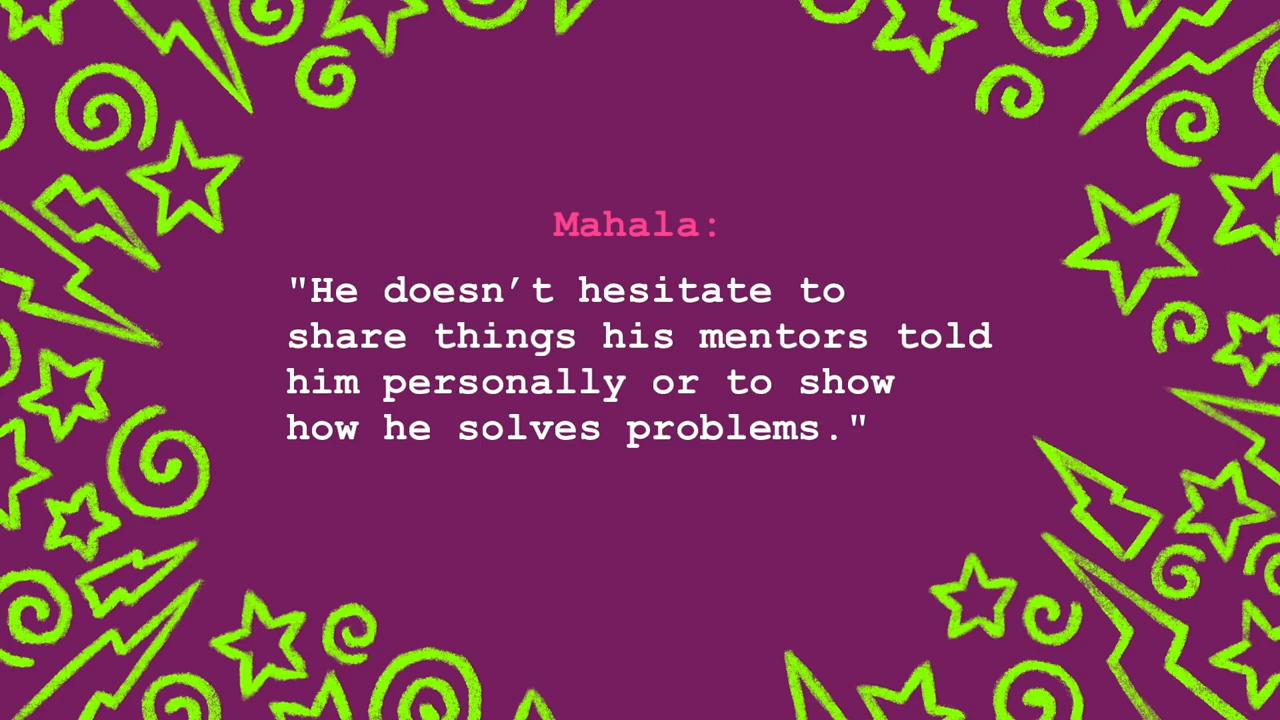 Mahala:
"He doesn’t hesitate to
share things his mentors told
him personally or to show
how he solves problems."